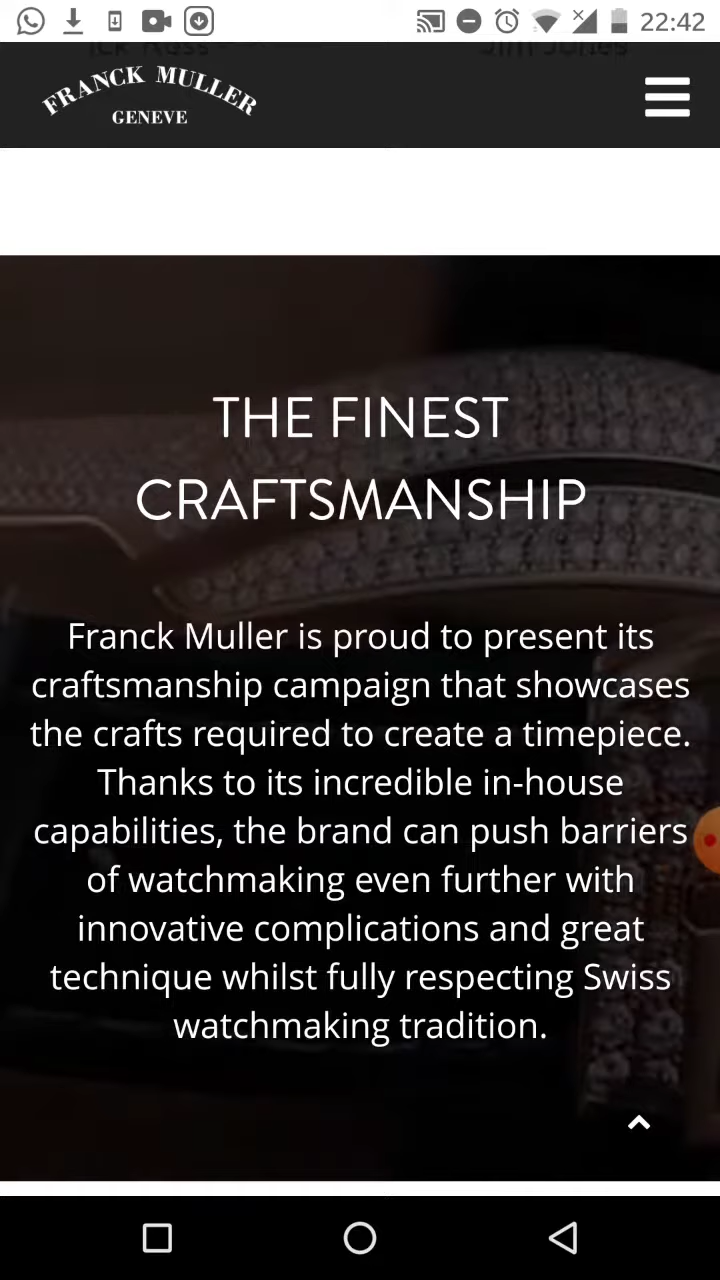 22:42
Jim Jones
FRANCK MULLER
GENEVE
THE FINEST
CRAFTSMANSHIP
Franck Muller is proud to present its
craftsmanship campaign that showcases
the crafts required to create a timepiece.
Thanks to its incredible in-house
capabilities, the brand can push barriers
of watchmaking even further with
innovative complications and great
technique whilst fully respecting Swiss
watchmaking tradition.